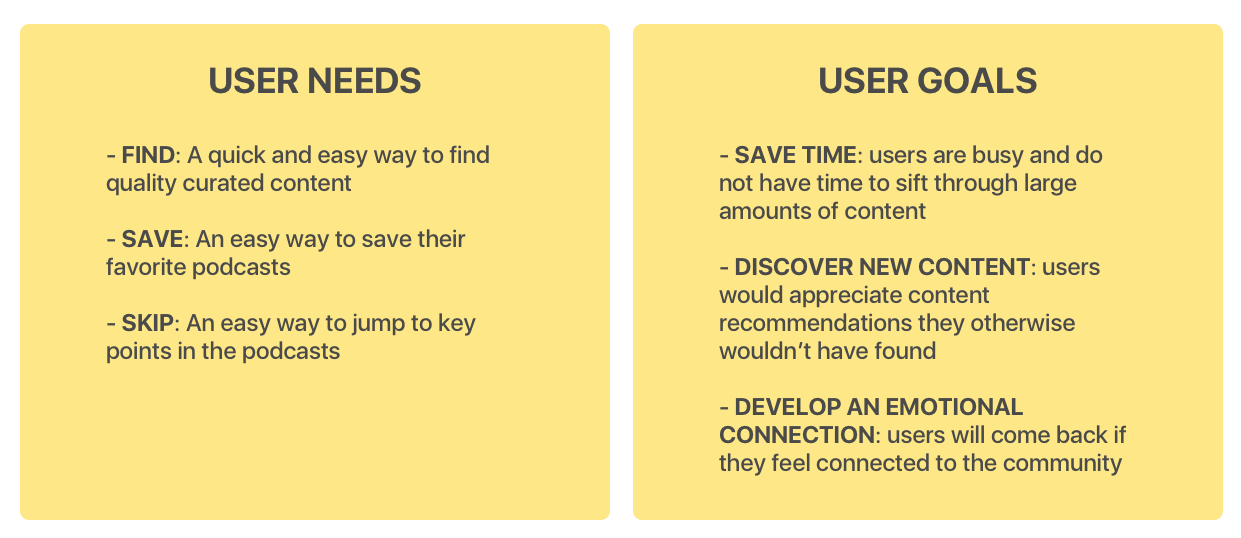 USER NEEDS
- FIND: A quick and easy way to find
quality curated content
- SAVE: An easy way to save their
favorite podcasts
- SKIP: An easy way to jump to key
points in the podcasts
USER GOALS
- SAVE TIME: users are busy and do
not have time to sift through large
amounts of content
- DISCOVER NEW CONTENT: users
would appreciate content
recommendations they otherwise
wouldn’t have found
- DEVELOP AN EMOTIONAL
CONNECTION: users will come back if
they feel connected to the community